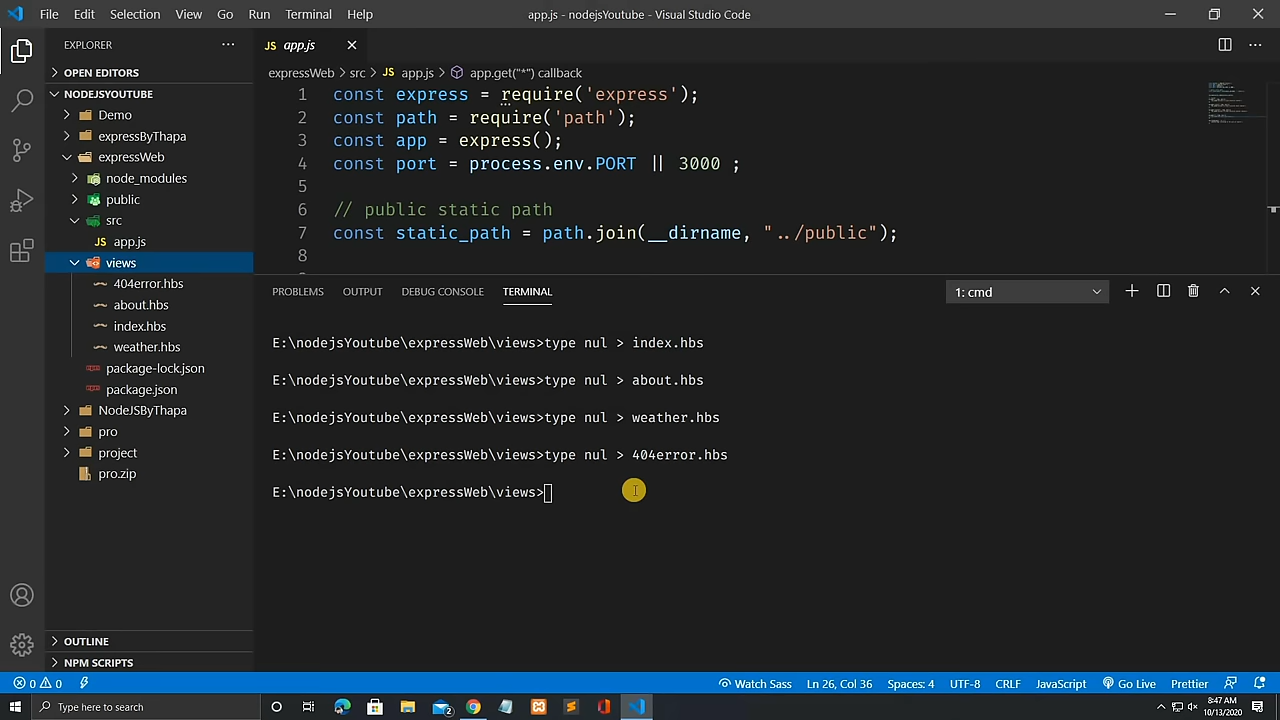 File Edit Selection View Go Run Terminal Help
app.js - nodejsYoutube - Visual Studio Code
EXPLORER
OPEN EDITORS
NODEJSYOUTUBE
Demo
expressByThapa
expressWeb
node_modules
public
src
JS app.js
views
404error.hbs
about.hbs
index.hbs
weather.hbs
package-lock.json
package.json
NodeJSByThapa
pro
project
pro.zip
OUTLINE
NPM SCRIPTS
JS app.js
expressWeb > src > JS app.js > app.get("*") callback
1 const express = require('express');
2 const path = require('path');
3 const app = express();
4 const port = process.env.PORT || 3000 ;
5
6 // public static path
7 const static_path = path.join(__dirname, "../public");
8
PROBLEMS OUTPUT DEBUG CONSOLE TERMINAL
1: cmd
E:\nodejsYoutube\expressWeb\views>type nul > index.hbs
E:\nodejsYoutube\expressWeb\views>type nul > about.hbs
E:\nodejsYoutube\expressWeb\views>type nul > weather.hbs
E:\nodejsYoutube\expressWeb\views>type nul > 404error.hbs
E:\nodejsYoutube\expressWeb\views>
0 0
Watch Sass Ln 26, Col 36 Spaces: 4 UTF-8 CRLF JavaScript Go Live Prettier
Type here to search
2
8:47 AM
10/13/2020